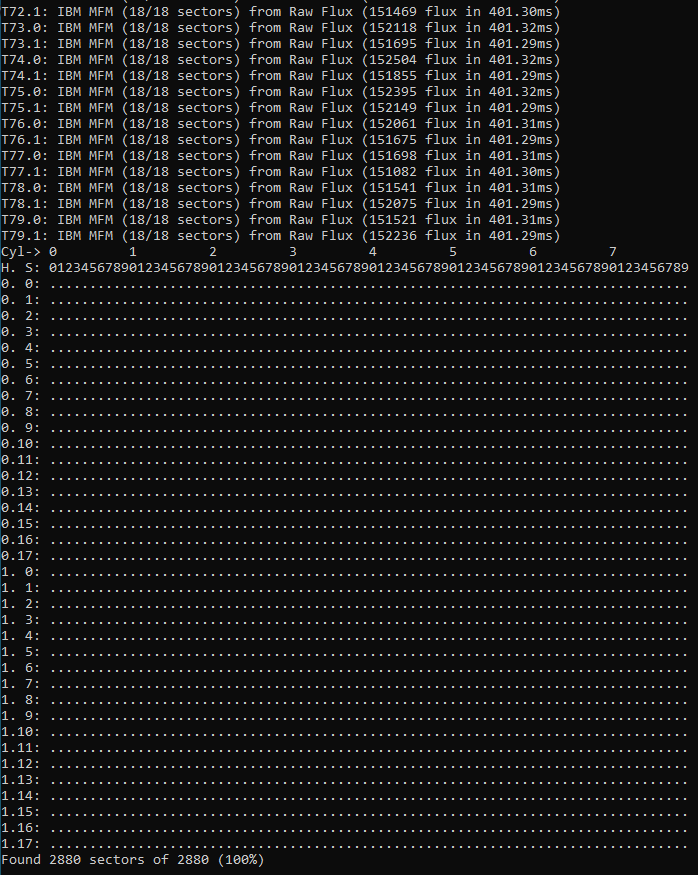 T72.1: IBM MFM (18/18 sectors) from Raw Flux (151469 flux in 401.30ms)
T73.0: IBM MFM (18/18 sectors) from Raw Flux (152118 flux in 401.32ms)
T73.1: IBM MFM (18/18 sectors) from Raw Flux (151695 flux in 401.29ms)
T74.0: IBM MFM (18/18 sectors) from Raw Flux (152504 flux in 401.32ms)
T74.1: IBM MFM (18/18 sectors) from Raw Flux (151855 flux in 401.29ms)
T75.0: IBM MFM (18/18 sectors) from Raw Flux (152395 flux in 401.32ms)
T75.1: IBM MFM (18/18 sectors) from Raw Flux (152149 flux in 401.29ms)
T76.0: IBM MFM (18/18 sectors) from Raw Flux (152061 flux in 401.31ms)
T76.1: IBM MFM (18/18 sectors) from Raw Flux (151675 flux in 401.29ms)
T77.0: IBM MFM (18/18 sectors) from Raw Flux (151698 flux in 401.31ms)
T77.1: IBM MFM (18/18 sectors) from Raw Flux (151082 flux in 401.30ms)
T78.0: IBM MFM (18/18 sectors) from Raw Flux (151541 flux in 401.31ms)
T78.1: IBM MFM (18/18 sectors) from Raw Flux (152075 flux in 401.29ms)
T79.0: IBM MFM (18/18 sectors) from Raw Flux (151521 flux in 401.31ms)
T79.1: IBM MFM (18/18 sectors) from Raw Flux (152236 flux in 401.29ms)
Cyl-> 0         1         2         3         4         5         6         7
H. S: 01234567890123456789012345678901234567890123456789012345678901234567890123456789
0. 0: ................................................................................
0. 1: ................................................................................
0. 2: ................................................................................
0. 3: ................................................................................
0. 4: ................................................................................
0. 5: ................................................................................
0. 6: ................................................................................
0. 7: ................................................................................
0. 8: ................................................................................
0. 9: ................................................................................
0.10: ................................................................................
0.11: ................................................................................
0.12: ................................................................................
0.13: ................................................................................
0.14: ................................................................................
0.15: ................................................................................
0.16: ................................................................................
0.17: ................................................................................
1. 0: ................................................................................
1. 1: ................................................................................
1. 2: ................................................................................
1. 3: ................................................................................
1. 4: ................................................................................
1. 5: ................................................................................
1. 6: ................................................................................
1. 7: ................................................................................
1. 8: ................................................................................
1. 9: ................................................................................
1.10: ................................................................................
1.11: ................................................................................
1.12: ................................................................................
1.13: ................................................................................
1.14: ................................................................................
1.15: ................................................................................
1.16: ................................................................................
1.17: ................................................................................
Found 2880 sectors of 2880 (100%)